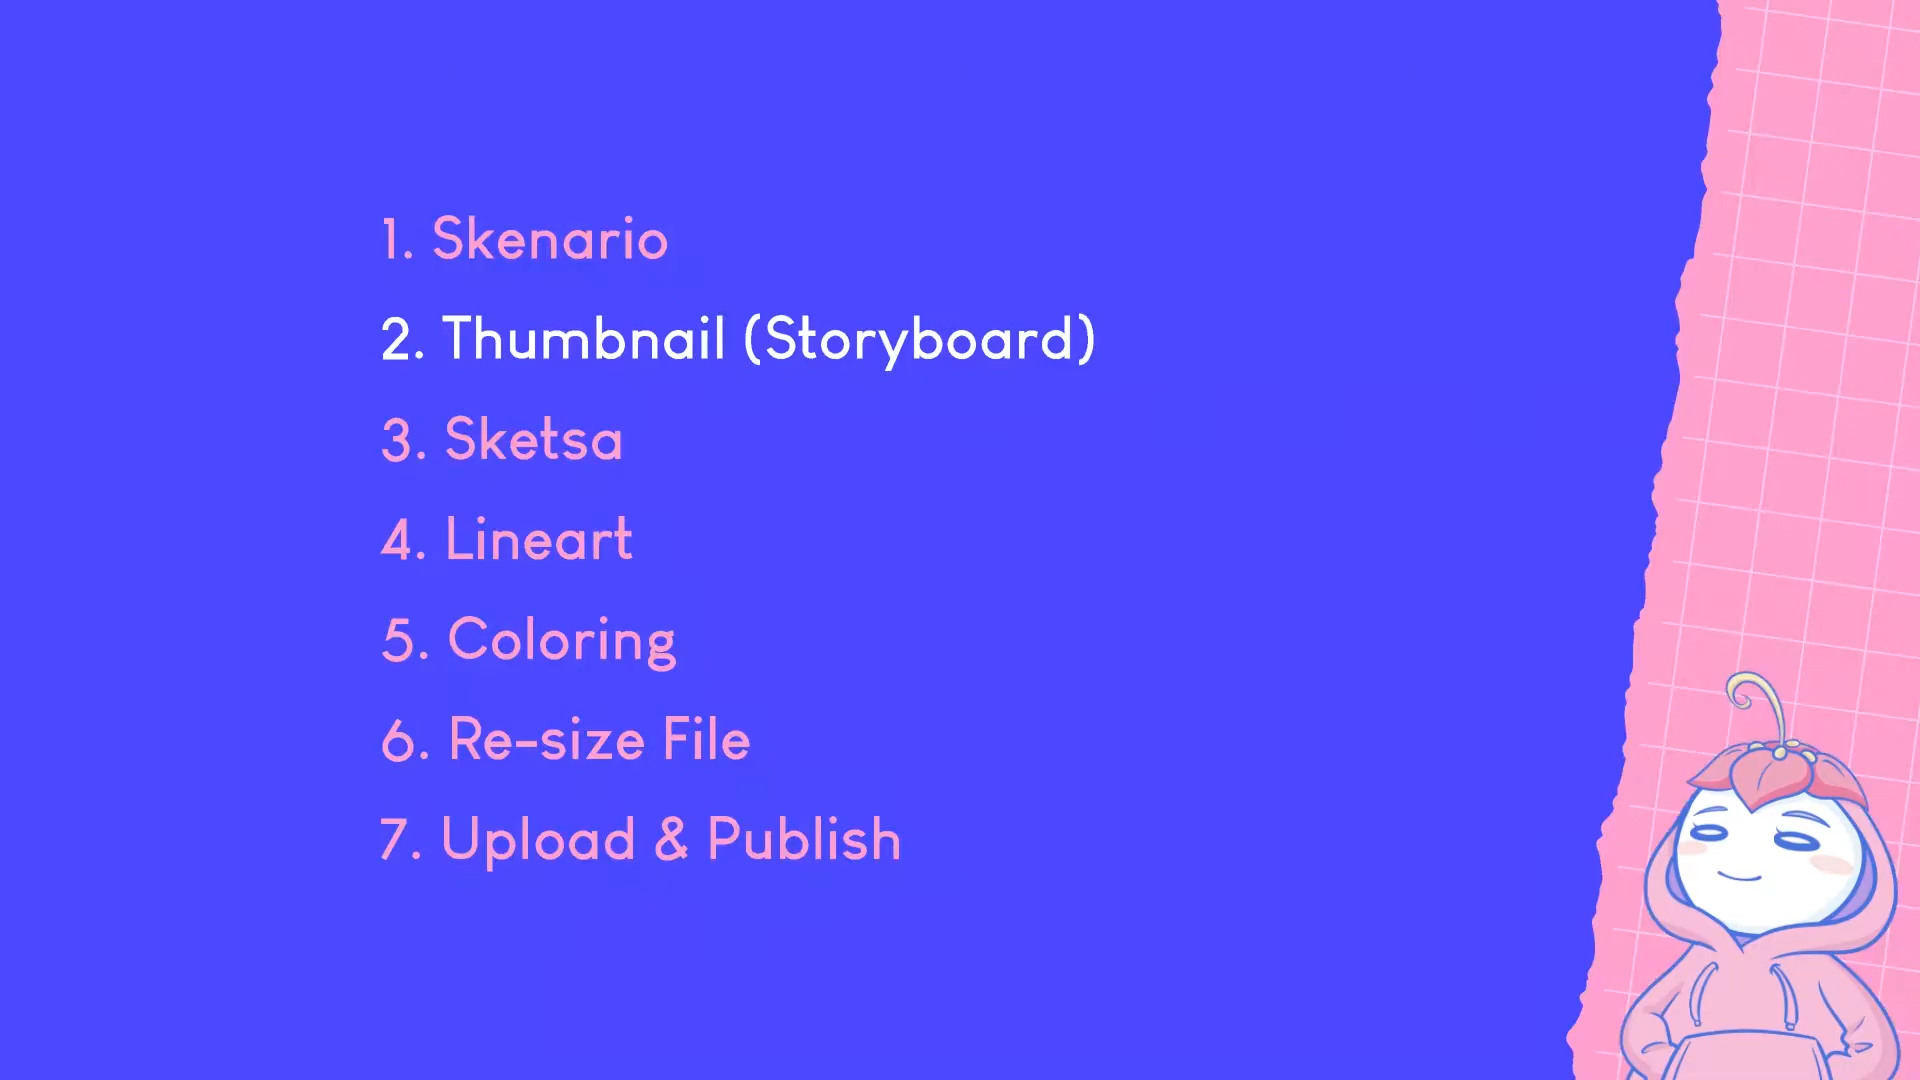 1. Skenario
2. Thumbnail (Storyboard)
3. Sketsa
4. Lineart
5. Coloring
6. Re-size File
7. Upload & Publish